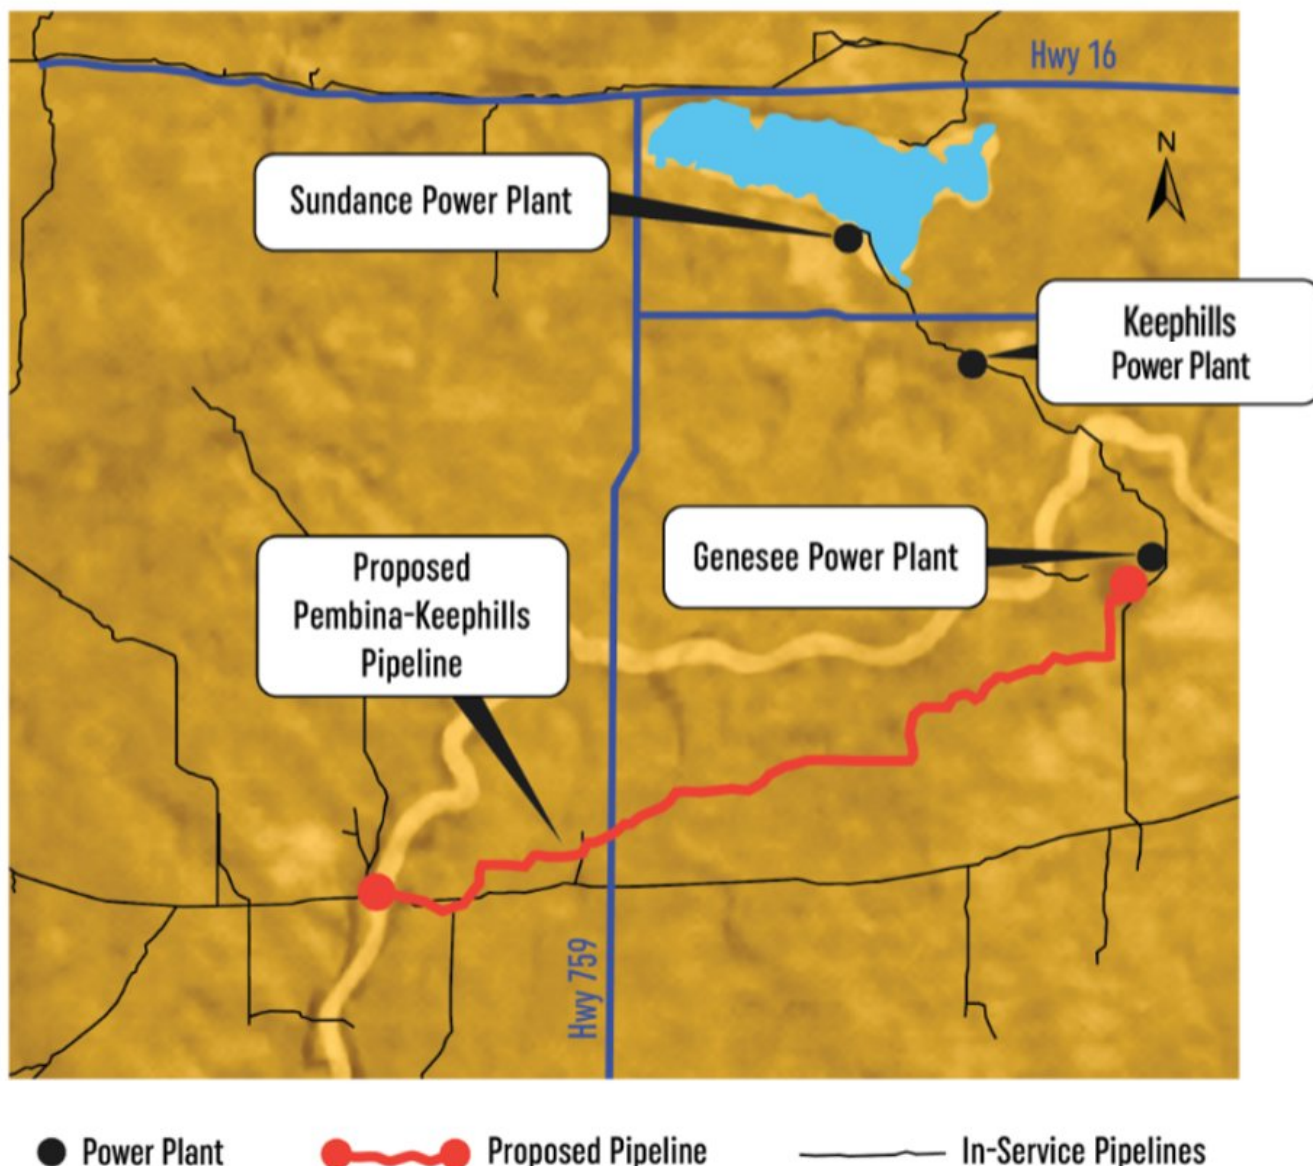 Hwy 16
N
Sundance Power Plant
Keephills
Power Plant
Genesee Power Plant
Proposed
Pembina-Keephills
Pipeline
Hwy 759
Power Plant
Proposed Pipeline
In-Service Pipelines